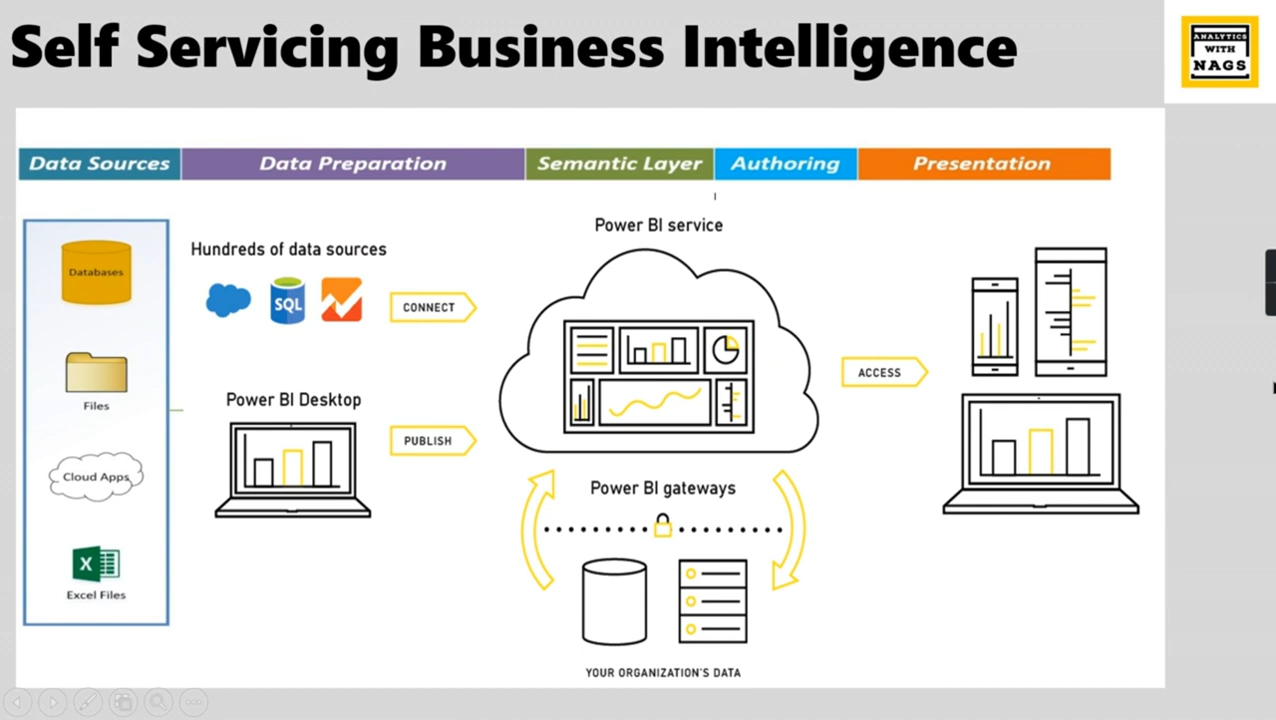 Self Servicing Business Intelligence
ANALYTICS
WITH
NAGS
Data Sources
Data Preparation
Semantic Layer
Authoring
Presentation
Databases
Files
Cloud Apps
X
Excel Files
Hundreds of data sources
SQL
CONNECT
Power BI Desktop
PUBLISH
Power BI service
Power BI gateways
YOUR ORGANIZATION'S DATA
ACCESS